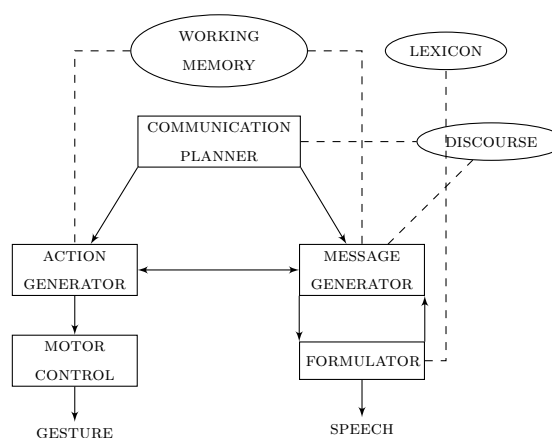 WORKING
MEMORY
LEXICON
COMMUNICATION
PLANNER
DISCOURSE
ACTION
GENERATOR
MESSAGE
GENERATOR
MOTOR
CONTROL
FORMULATOR
GESTURE
SPEECH